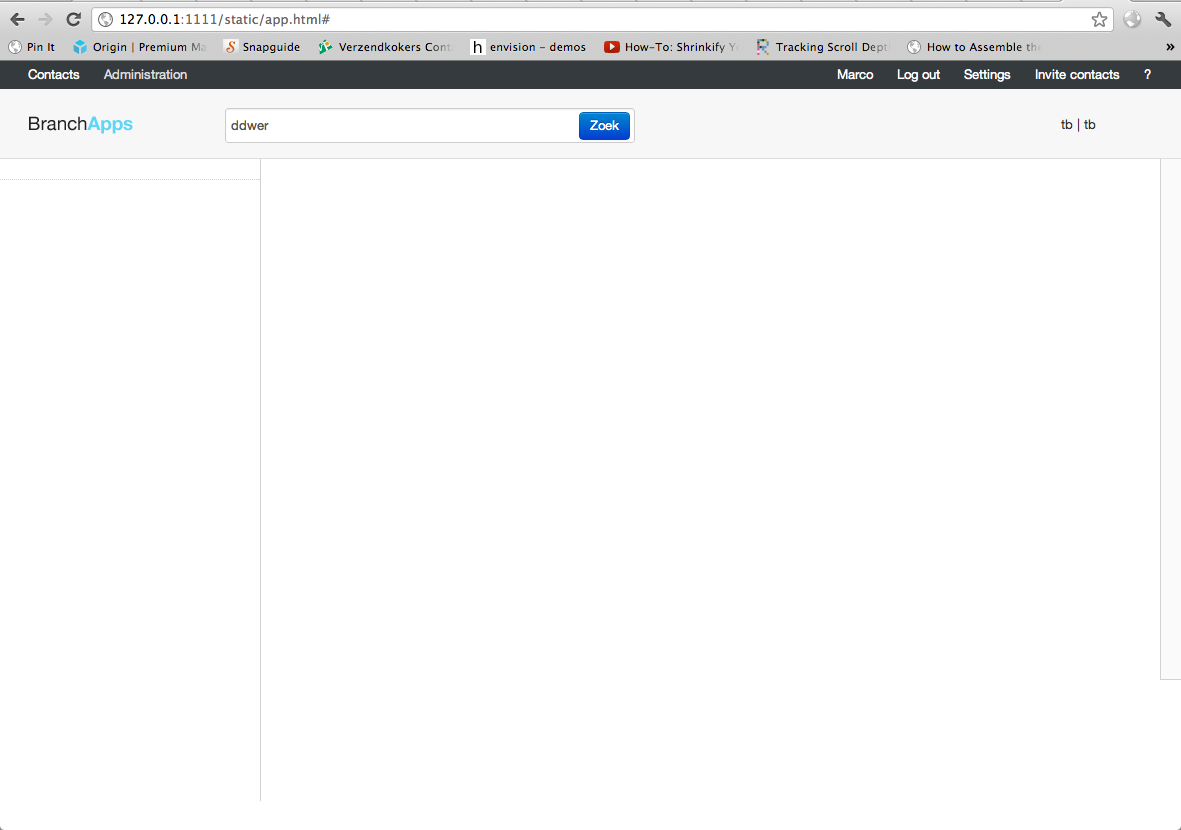 127.0.0.1:1111/static/app.html#
Pin It Origin | Premium Ma Snapguide Verzendkokers Cont h envision – demos How-To: Shrinkify Y Tracking Scroll Dept How to Assemble the »
Contacts Administration Marco Log out Settings Invite contacts ?
BranchApps ddwer Zoek tb | tb